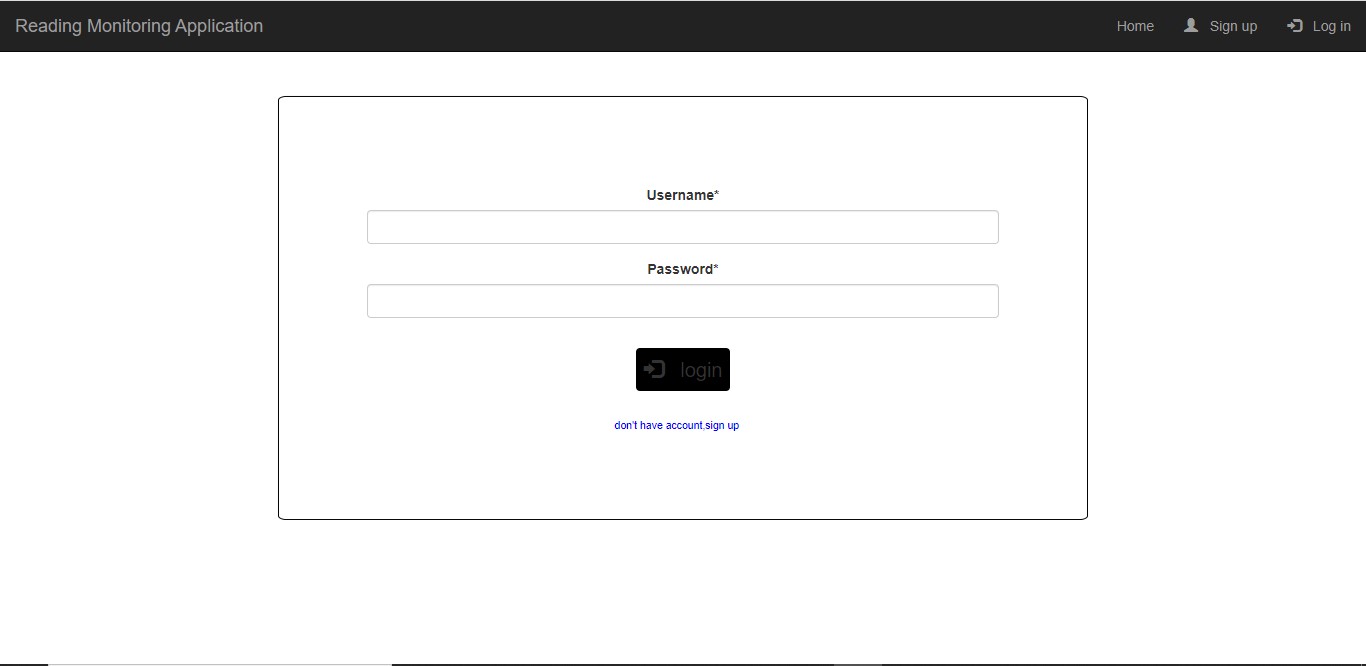 Reading Monitoring Application Home Sign up Log in
Username*
Password*
login
don't have account,sign up